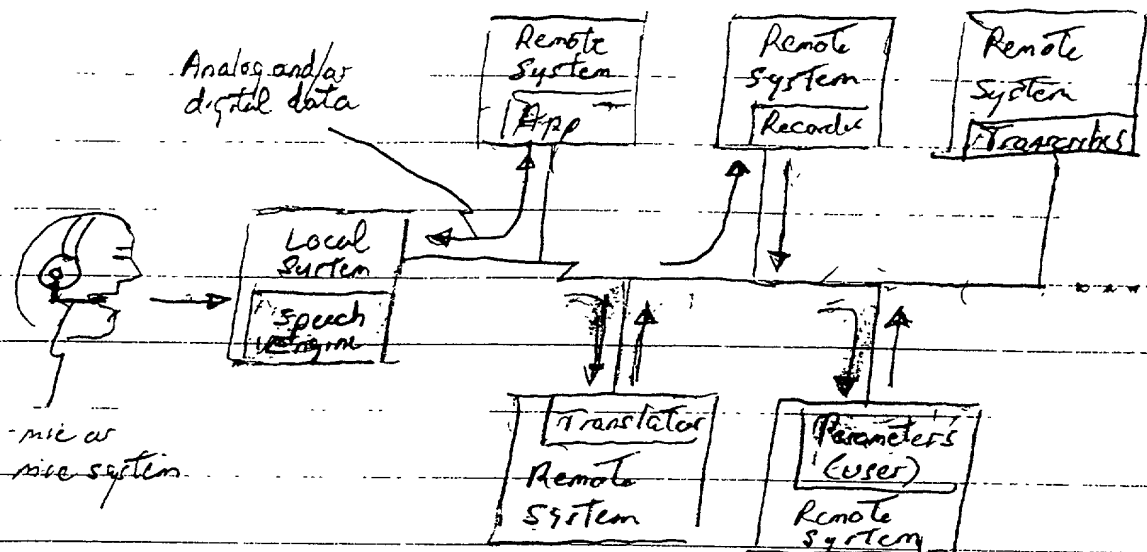 Analog and/or
digital data
Remote
System
App
Remote
System
Recorder
Remote
System
Transcriber
Local
System
Speech
Engine
mic or
mic system
Translator
Remote
System
Parameters
(user)
Remote
System